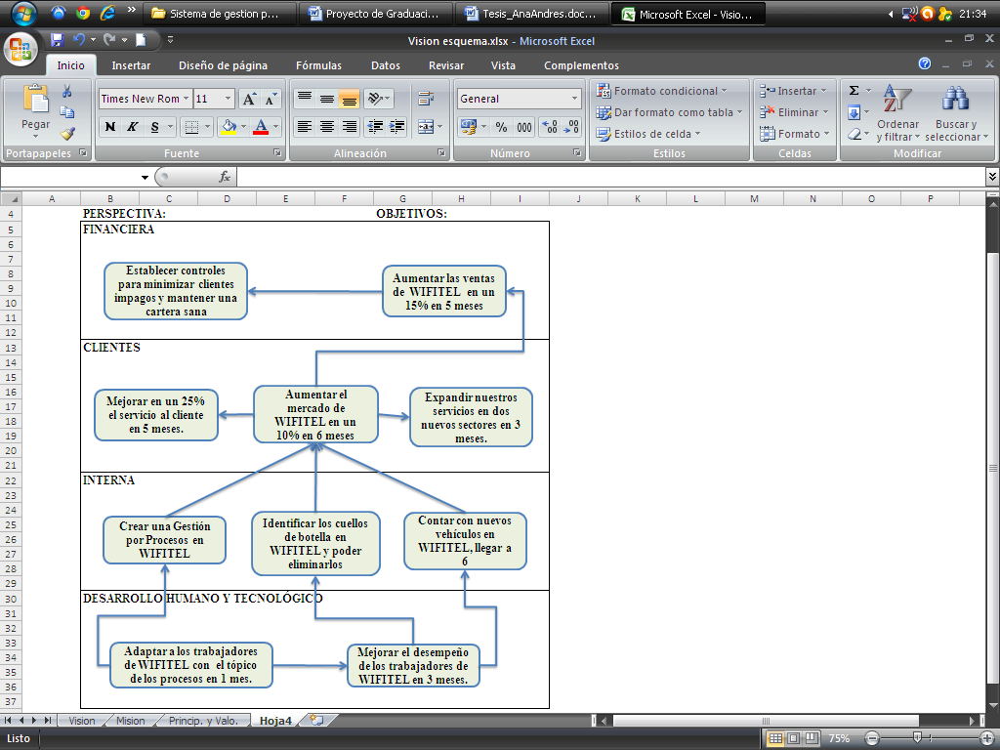 Sistema de gestion p...
Proyecto de Graduaci...
Tesis_AnaAndres.doc...
Microsoft Excel - Visio...
21:34
Vision esquema.xlsx - Microsoft Excel
Inicio
Insertar
Diseño de página
Fórmulas
Datos
Revisar
Vista
Complementos
Pegar
Portapapeles
Times New Rom
11
N K S
Fuente
Alineación
General
% 000
Número
Formato condicional
Dar formato como tabla
Estilos de celda
Estilos
Insertar
Eliminar
Formato
Celdas
Σ
Ordenar
y filtrar
Buscar y
seleccionar
Modificar
fx
A B C D E F G H I J K L M N O P
4
5
6
7
8
9
10
11
12
13
14
15
16
17
18
19
20
21
22
23
24
25
26
27
28
29
30
31
32
33
34
35
36
37
PERSPECTIVA:
OBJETIVOS:
FINANCIERA
Establecer controles
para minimizar clientes
impagos y mantener una
cartera sana
Aumentar las ventas
de WIFITEL en un
15% en 5 meses
CLIENTES
Mejorar en un 25%
el servicio al cliente
en 5 meses.
Aumentar el
mercado de
WIFITEL en un
10% en 6 meses
Expandir nuestros
servicios en dos
nuevos sectores en 3
meses.
INTERNA
Crear una Gestión
por Procesos en
WIFITEL
Identificar los cuellos
de botella en
WIFITEL y poder
eliminarlos
Contar con nuevos
vehículos en
WIFITEL, llegar a
6
DESARROLLO HUMANO Y TECNOLÓGICO
Adaptar a los trabajadores
de WIFITEL con el tópico
de los procesos en 1 mes.
Mejorar el desempeño
de los trabajadores de
WIFITEL en 3 meses.
Vision
Mision
Princip. y Valo.
Hoja4
Listo
75%